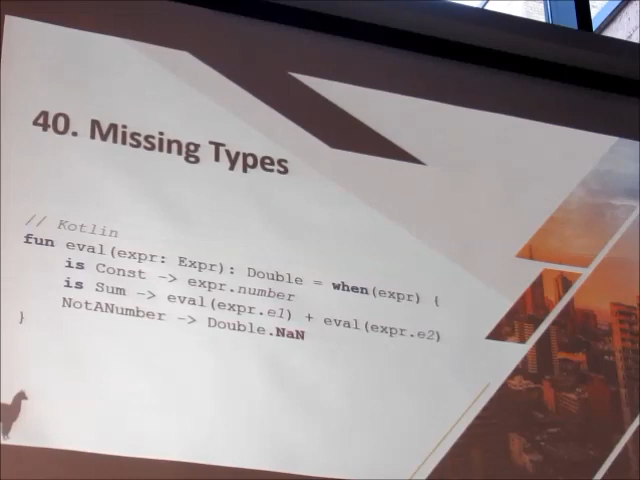 40. Missing Types
// Kotlin
fun eval(expr: Expr): Double = when(expr) {
is Const -> expr.number
is Sum -> eval(expr.e1) + eval(expr.e2)
NotANumber -> Double.NaN
}